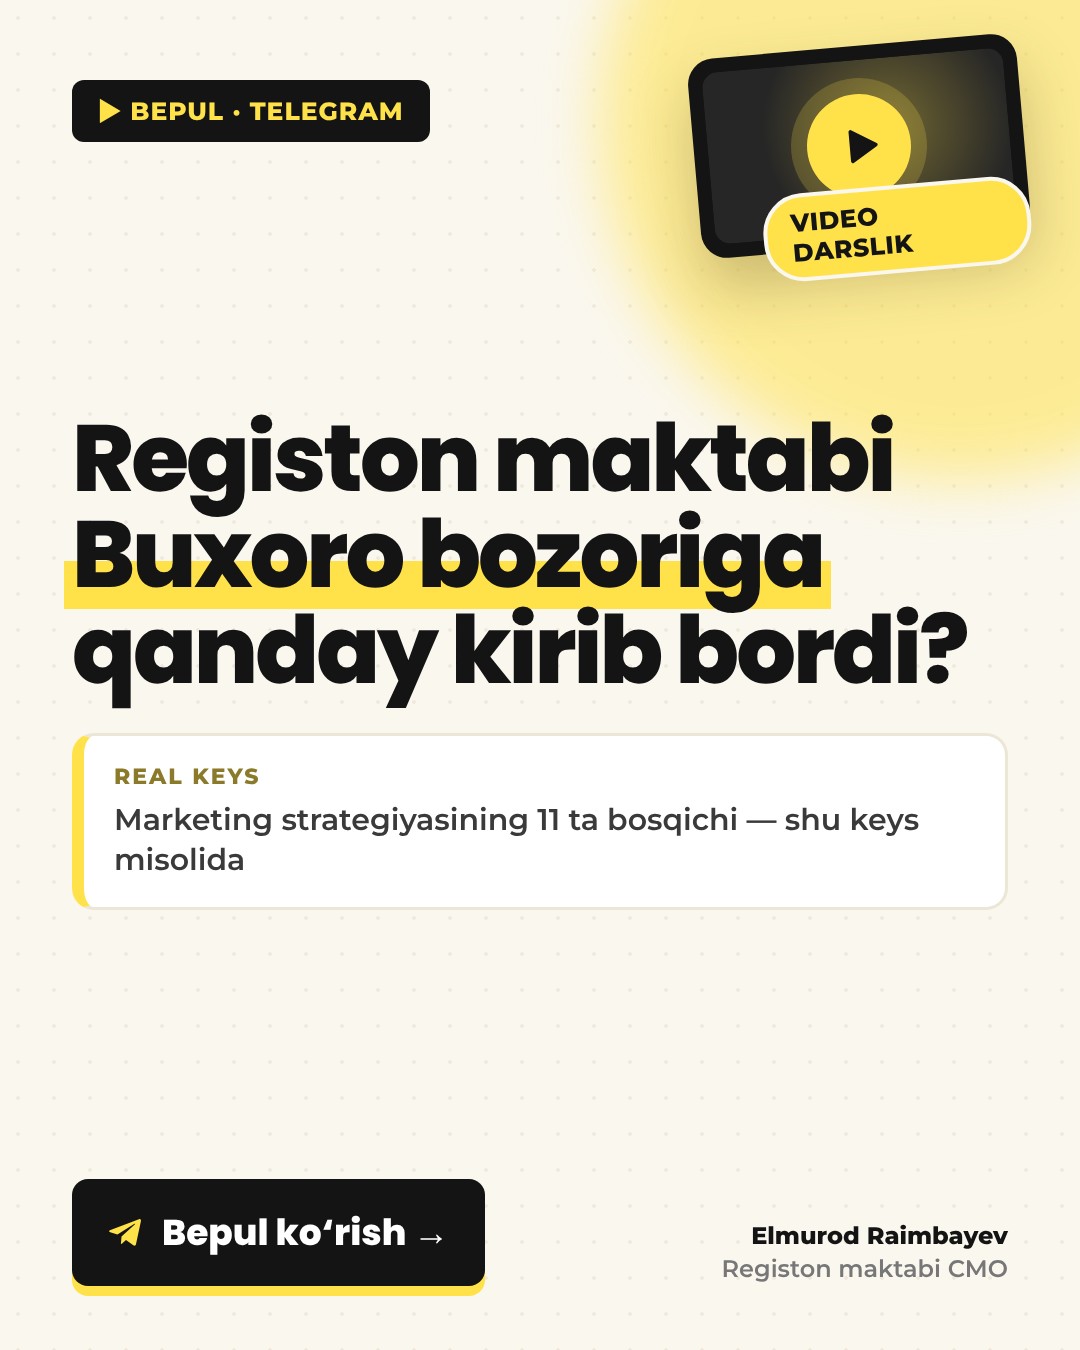 BEPUL · TELEGRAM
VIDEO
DARSLIK
Registon maktabi
Buxoro bozoriga
qanday kirib bordi?
REAL KEYS
Marketing strategiyasining 11 ta bosqichi — shu keys
misolida
Bepul ko‘rish →
Elmurod Raimbayev
Registon maktabi CMO